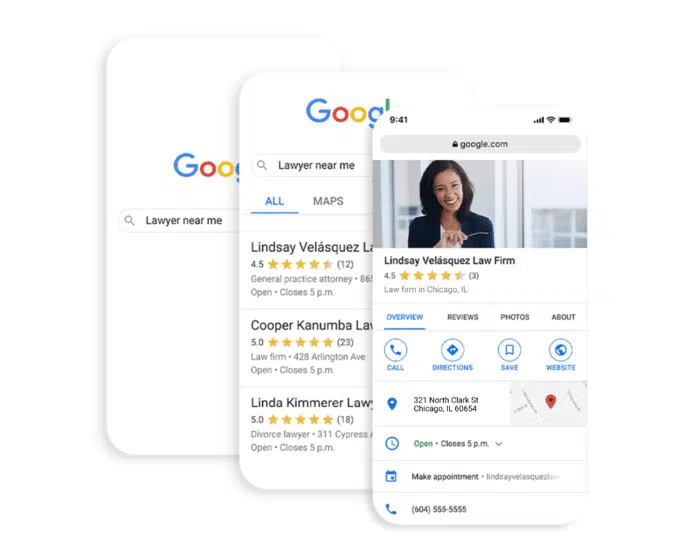 Goog
Lawyer near me
Googl
Lawyer near me
ALL MAPS
Lindsay Velásquez La
4.5 (12)
General practice attorney • 865
Open • Closes 5 p.m.
Cooper Kanumba Law
5.0 (23)
Law firm • 428 Arlington Ave
Open • Closes 5 p.m.
Linda Kimmerer Lawy
5.0 (18)
Divorce lawyer • 311 Cypress
Open • Closes 5 p.m.
9:41
google.com
Lindsay Velásquez Law Firm
4.5 (3)
Law firm in Chicago, IL
OVERVIEW REVIEWS PHOTOS ABOUT
CALL DIRECTIONS SAVE WEBSITE
321 North Clark St
Chicago, IL 60654
Open • Closes 5 p.m.
Make appointment • lindsayvelasquezlaw
(604) 555-5555